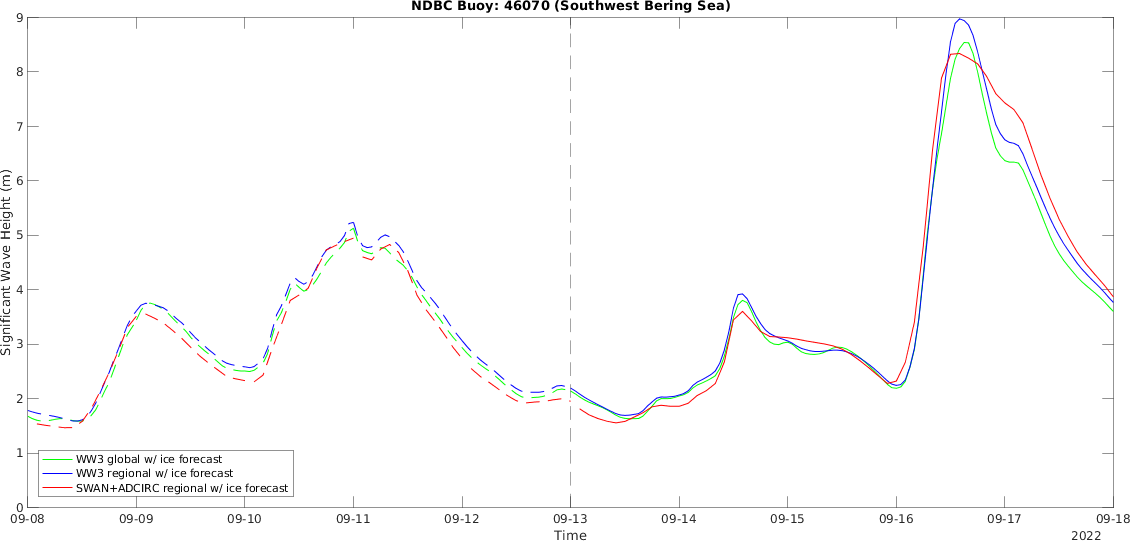 NDBC Buoy: 46070 (Southwest Bering Sea)
9
8
7
6
5
4
3
2
1
0
Significant Wave Height (m)
WW3 global w/ ice forecast
WW3 regional w/ ice forecast
SWAN+ADCIRC regional w/ ice forecast
09-08 09-09 09-10 09-11 09-12 09-13 09-14 09-15 09-16 09-17 09-18
Time
2022